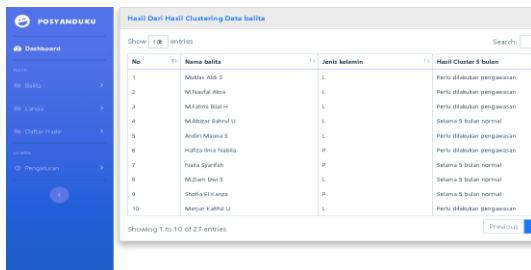 POSYANDUKU
Dashboard
Balita
Lansia
Daftar Hadir
Pengaturan
Hasil Dari Hasil Clustering Data balita
Show 10 entries
Search:
No Nama balita Jenis kelamin Hasil Cluster 5 bulan
1 Muklas Aldi S L Perlu dilakukan pengawasan
2 M.Naufal Aksa L Perlu dilakukan pengawasan
3 M.Fahmi Bilal H L Perlu dilakukan pengawasan
4 M.Abizar Bahrul U L Selama 5 bulan normal
5 Andiri Maulana S L Perlu dilakukan pengawasan
6 Hafiza Ilma Nabila P Perlu dilakukan pengawasan
7 Naila Syarifah P Selama 5 bulan normal
8 M.Ziam Dwi S L Selama 5 bulan normal
9 Shofia El Kanza P Selama 5 bulan normal
10 Marjan Kafiful U L Perlu dilakukan pengawasan
Showing 1 to 10 of 27 entries
Previous